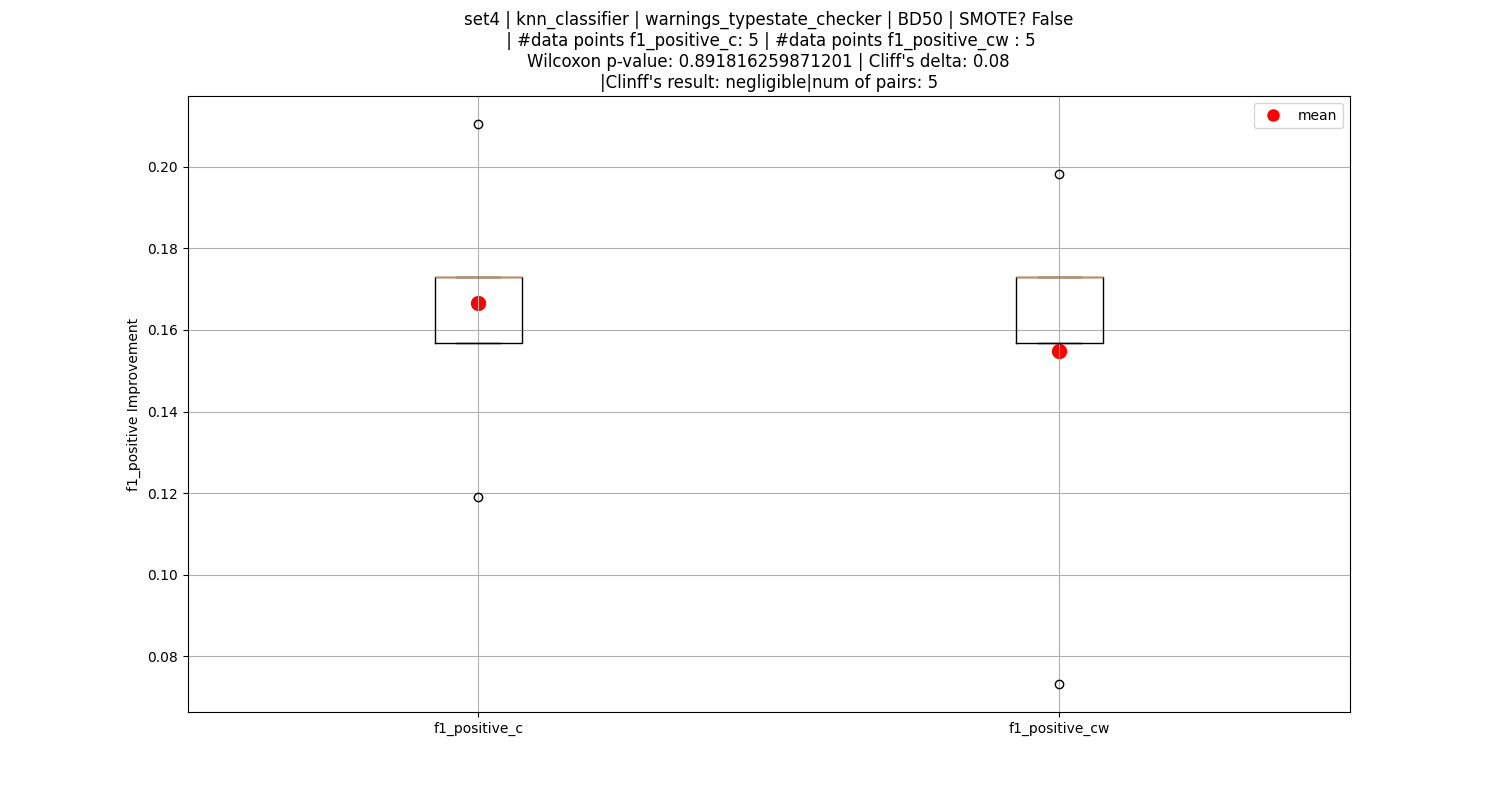 set4 | knn_classifier | warnings_typestate_checker | BD50 | SMOTE? False
| #data points f1_positive_c: 5 | #data points f1_positive_cw : 5
Wilcoxon p-value: 0.891816259871201 | Cliff's delta: 0.08
|Clinff's result: negligible|num of pairs: 5
mean
0.20
0.18
0.16
0.14
0.12
0.10
0.08
f1_positive Improvement
f1_positive_c
f1_positive_cw